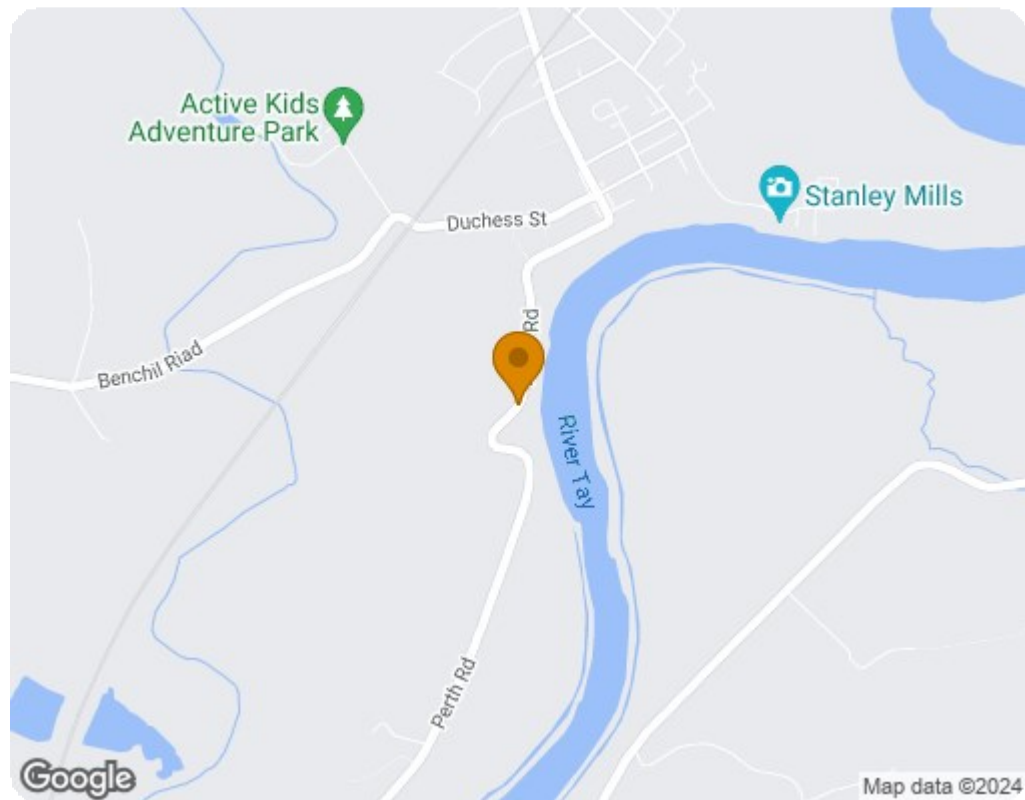 Active Kids
Adventure Park
Stanley Mills
Duchess St
Rd
Benchil Riad
River Tay
Perth Rd
Google
Map data ©2024